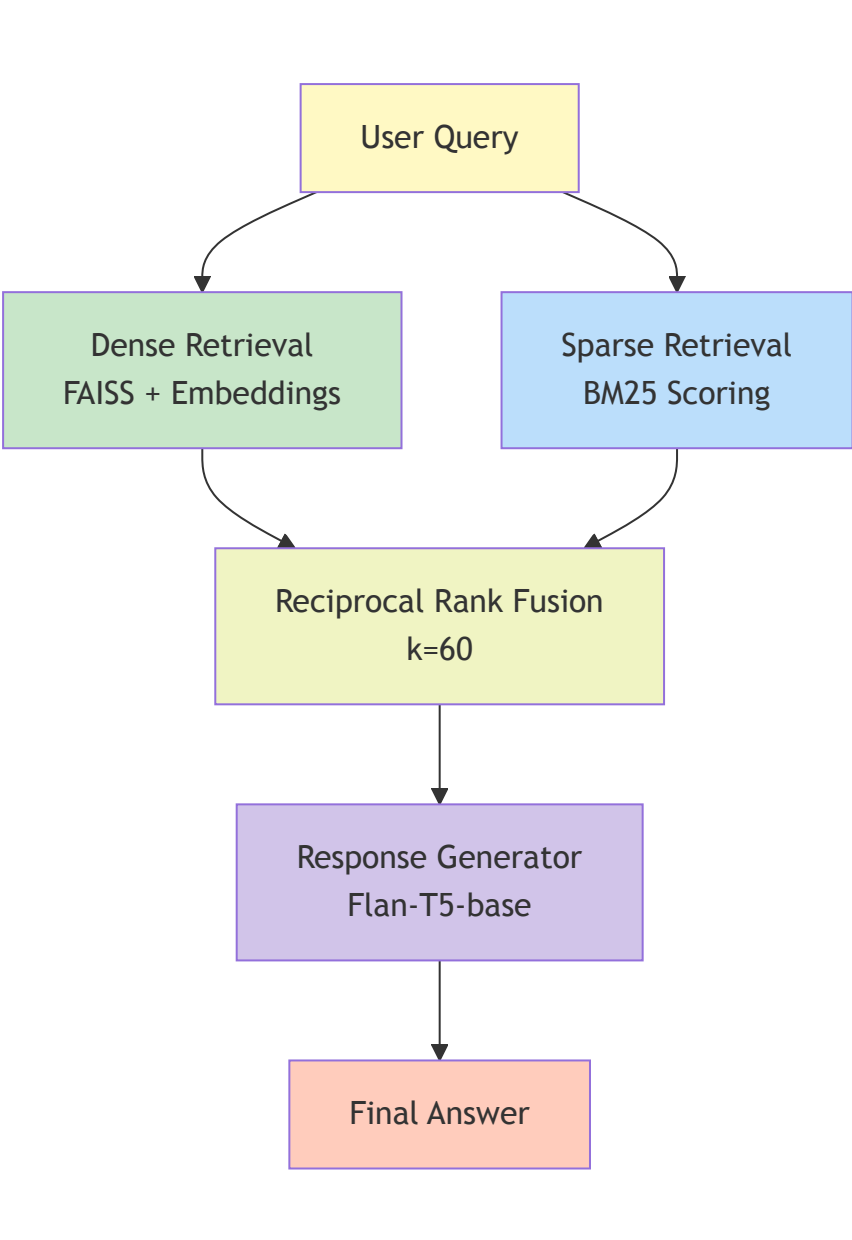 User Query
Dense Retrieval
FAISS + Embeddings
Sparse Retrieval
BM25 Scoring
Reciprocal Rank Fusion
k=60
Response Generator
Flan-T5-base
Final Answer